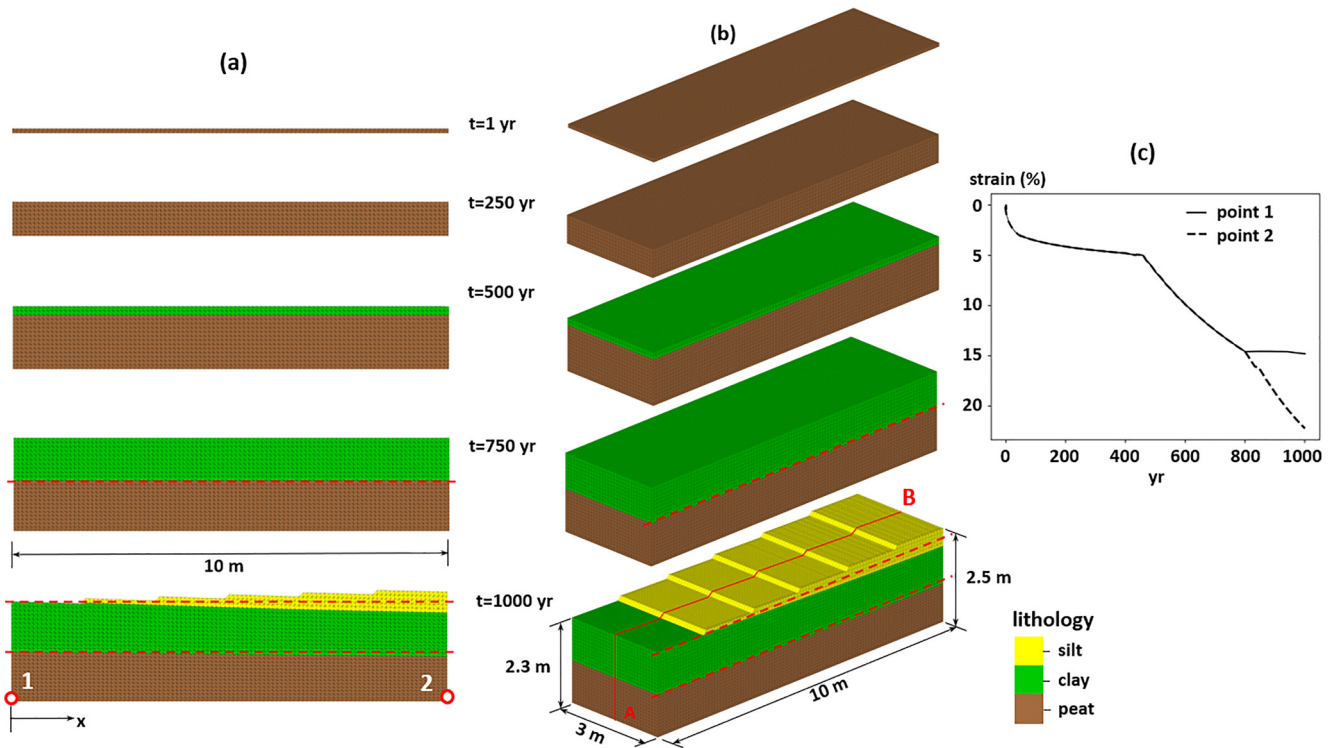 (a)
(b)
t=1 yr
t=250 yr
t=500 yr
t=750 yr
10 m
t=1000 yr
1
2
x
B
2.5 m
2.3 m
A
3 m
10 m
(c)
strain (%)
0
5
10
15
20
point 1
point 2
0
200
400
600
800
1000
yr
lithology
silt
clay
peat